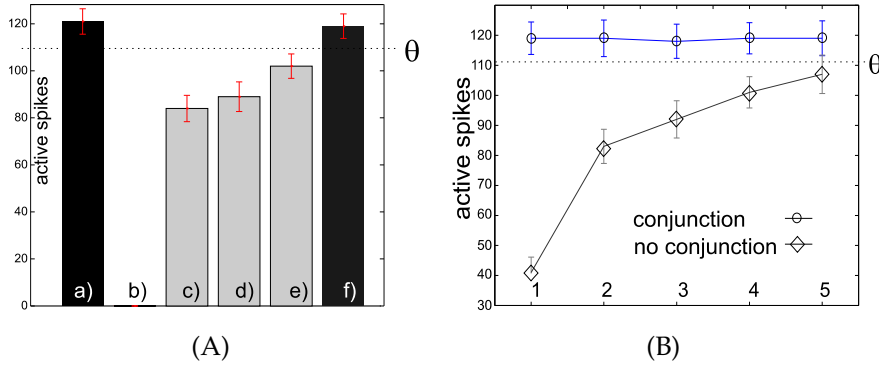 120
100
80
60
40
20
0
active spikes
a)
b)
c)
d)
e)
f)
θ
(A)
130
120
110
100
90
80
70
60
50
40
30
active spikes
conjunction
no conjunction
1
2
3
4
5
θ
(B)